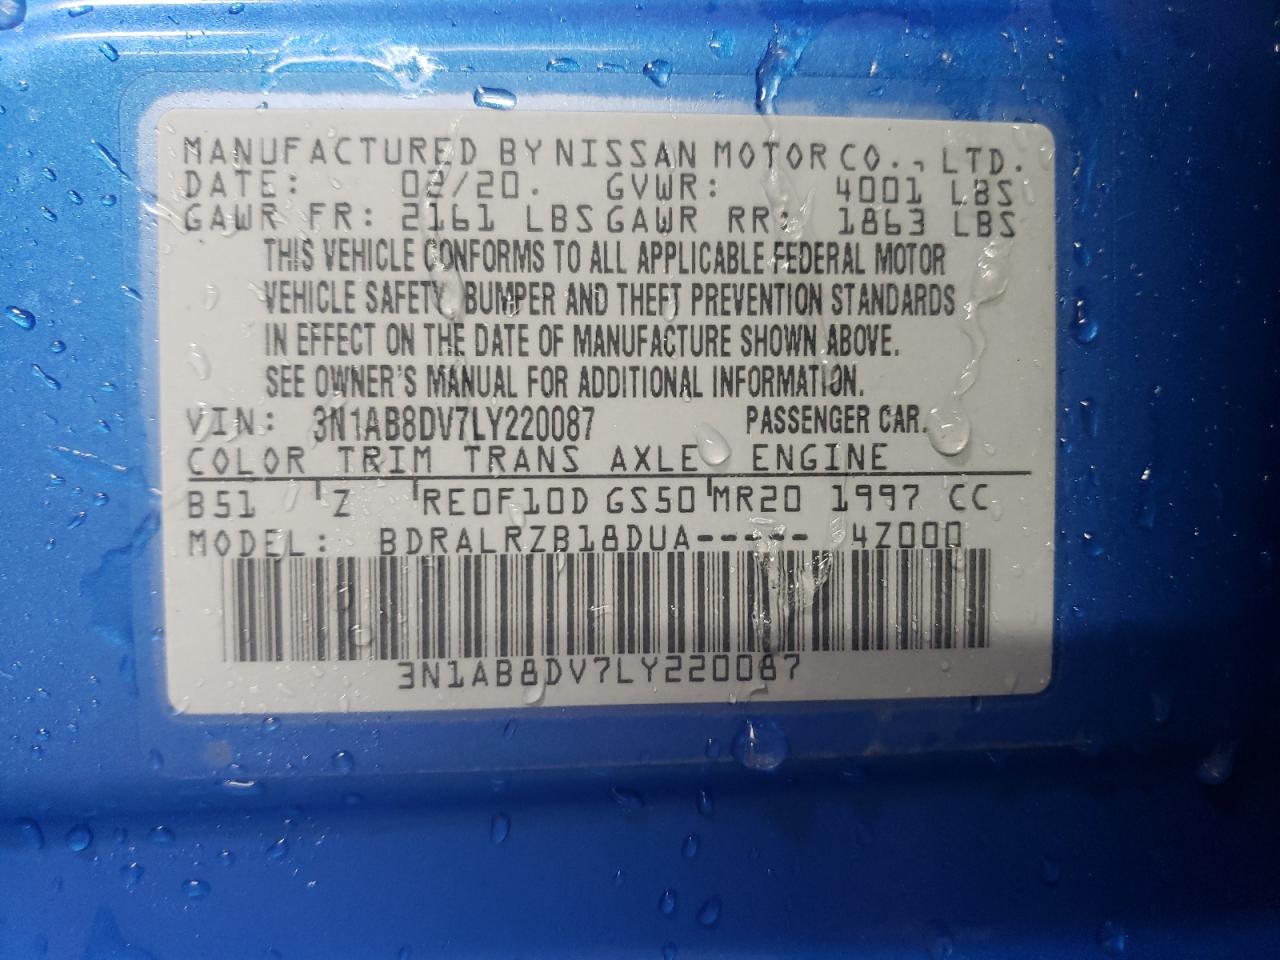 MANUFACTURED BY NISSAN MOTOR CO., LTD.
DATE: 02/20. GVWR: 4001 LBS
GAWR FR: 2161 LBS GAWR RR: 1863 LBS
THIS VEHICLE CONFORMS TO ALL APPLICABLE FEDERAL MOTOR
VEHICLE SAFETY, BUMPER AND THEFT PREVENTION STANDARDS
IN EFFECT ON THE DATE OF MANUFACTURE SHOWN ABOVE.
SEE OWNER'S MANUAL FOR ADDITIONAL INFORMATION.
VIN: 3N1AB8DV7LY220087 PASSENGER CAR.
COLOR TRIM TRANS AXLE ENGINE
B51 Z RE0F10D GS50 MR20 1997 CC
MODEL: BDRALRZB18DUA----- 4Z000
3N1AB8DV7LY220087